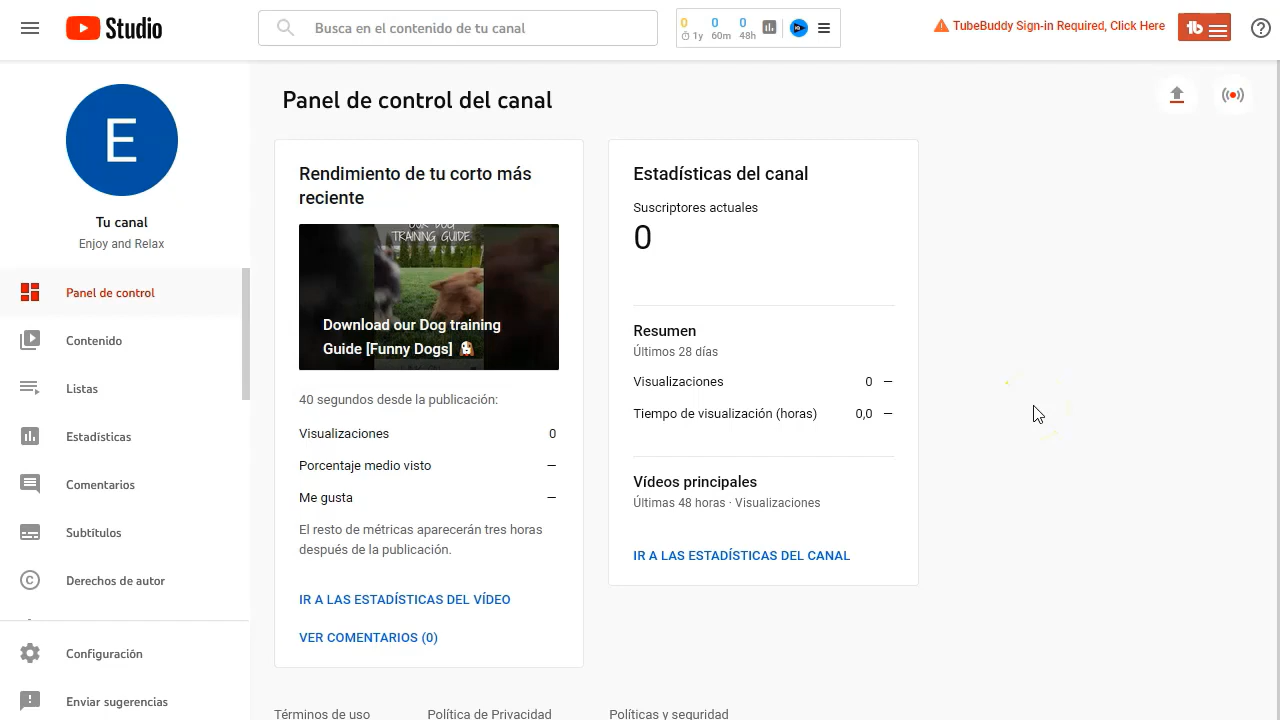 Studio
Busca en el contenido de tu canal
0 0 0
1y 60m 48h
TubeBuddy Sign-in Required, Click Here
tb
?
E
Tu canal
Enjoy and Relax
Panel de control
Contenido
Listas
Estadísticas
Comentarios
Subtítulos
Derechos de autor
Configuración
Enviar sugerencias
Panel de control del canal
Rendimiento de tu corto más
reciente
OUR DOG
TRAINING GUIDE
Download our Dog training
Guide [Funny Dogs] 🐶
40 segundos desde la publicación:
Visualizaciones 0
Porcentaje medio visto —
Me gusta —
El resto de métricas aparecerán tres horas
después de la publicación.
IR A LAS ESTADÍSTICAS DEL VÍDEO
VER COMENTARIOS (0)
Estadísticas del canal
Suscriptores actuales
0
Resumen
Últimos 28 días
Visualizaciones 0 —
Tiempo de visualización (horas) 0,0 —
Vídeos principales
Últimas 48 horas · Visualizaciones
IR A LAS ESTADÍSTICAS DEL CANAL
Términos de uso Política de Privacidad Políticas y seguridad